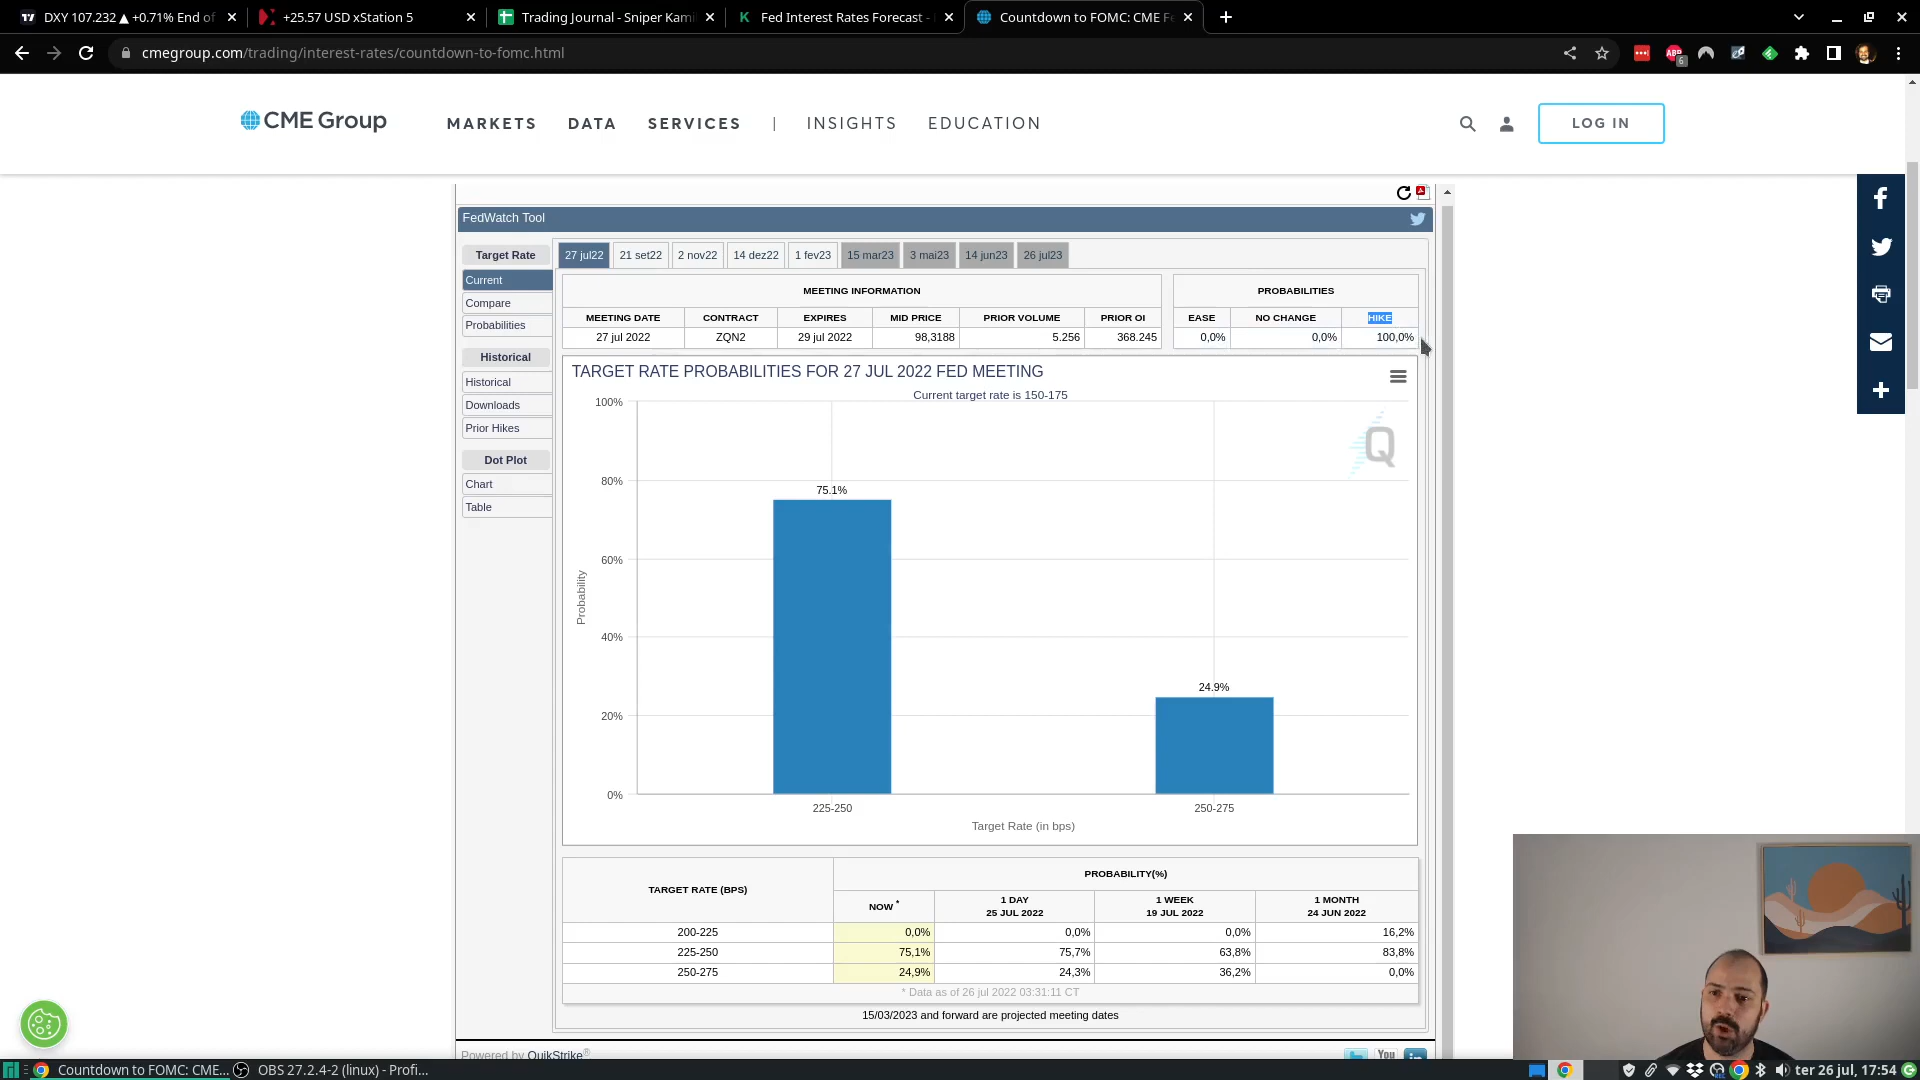 DXY 107.232 ▲ +0.71% End of
+25.57 USD xStation 5
Trading Journal - Sniper Kami
Fed Interest Rates Forecast -
Countdown to FOMC: CME Fe
cmegroup.com/trading/interest-rates/countdown-to-fomc.html
CME Group
MARKETS DATA SERVICES | INSIGHTS EDUCATION
LOG IN
FedWatch Tool
Target Rate
Current
Compare
Probabilities
Historical
Historical
Downloads
Prior Hikes
Dot Plot
Chart
Table
27 jul22 21 set22 2 nov22 14 dez22 1 fev23 15 mar23 3 mai23 14 jun23 26 jul23
MEETING INFORMATION
MEETING DATE CONTRACT EXPIRES MID PRICE PRIOR VOLUME PRIOR OI
27 jul 2022 ZQN2 29 jul 2022 98,3188 5.256 368.245
PROBABILITIES
EASE NO CHANGE HIKE
0,0% 0,0% 100,0%
TARGET RATE PROBABILITIES FOR 27 JUL 2022 FED MEETING
Current target rate is 150-175
100%
80%
60%
40%
20%
0%
Probability
75.1%
24.9%
225-250 250-275
Target Rate (in bps)
Q
TARGET RATE (BPS) PROBABILITY(%)
NOW * 1 DAY 1 WEEK 1 MONTH
25 JUL 2022 19 JUL 2022 24 JUN 2022
200-225 0,0% 0,0% 0,0% 16,2%
225-250 75,1% 75,7% 63,8% 83,8%
250-275 24,9% 24,3% 36,2% 0,0%
* Data as of 26 jul 2022 03:31:11 CT
15/03/2023 and forward are projected meeting dates
Powered by QuikStrike®
You
Countdown to FOMC: CME...
OBS 27.2.4-2 (linux) - Profi...
ter 26 jul, 17:54